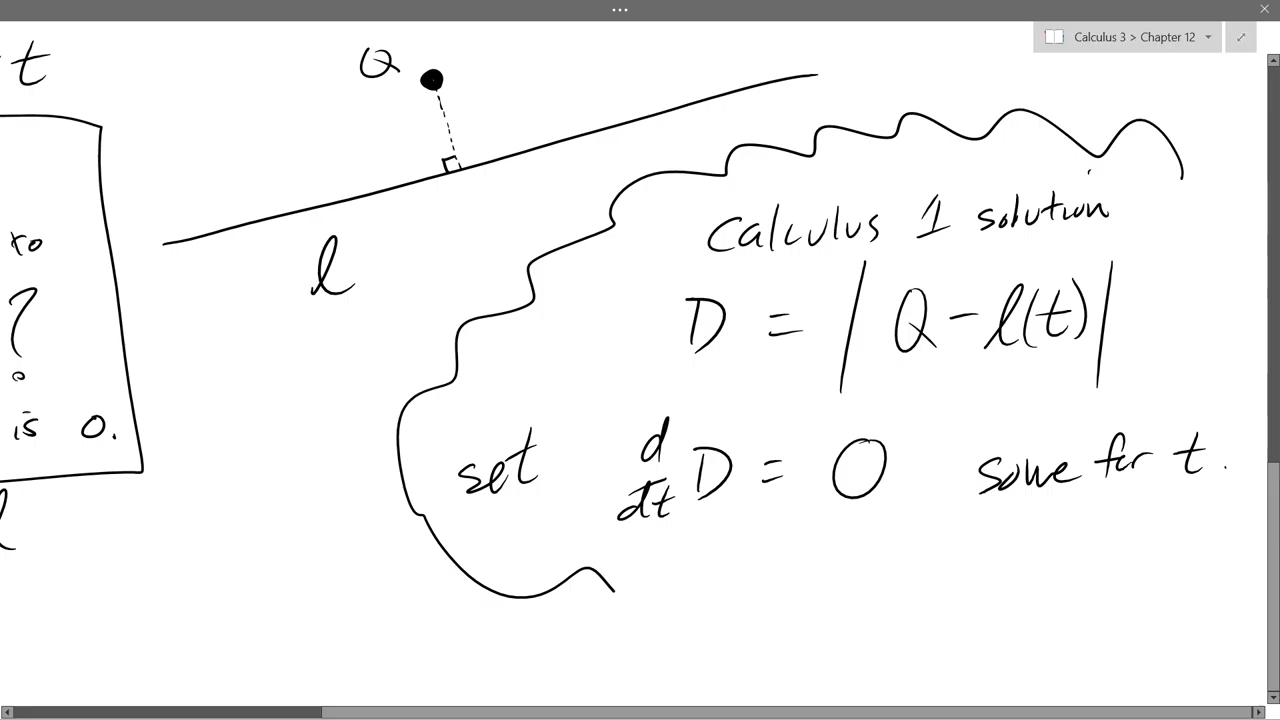 Calculus 3 > Chapter 12
t
Q
to
?
is 0.
l
Calculus 1 solution
D = | Q - l(t) |
set d/dt D = 0 solve for t.